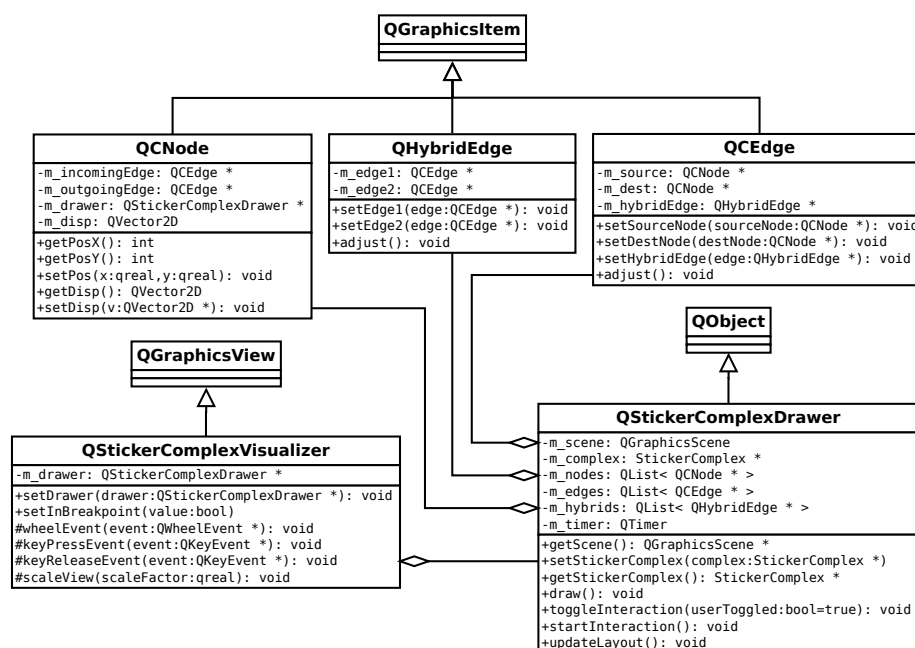 QGraphicsItem
QCNode
-m_incomingEdge: QCEdge *
-m_outgoingEdge: QCEdge *
-m_drawer: QStickerComplexDrawer *
-m_disp: QVector2D
+getPosX(): int
+getPosY(): int
+setPos(x:qreal,y:qreal): void
+getDisp(): QVector2D
+setDisp(v:QVector2D *): void
QHybridEdge
-m_edge1: QCEdge *
-m_edge2: QCEdge *
+setEdge1(edge:QCEdge *): void
+setEdge2(edge:QCEdge *): void
+adjust(): void
QCEdge
-m_source: QCNode *
-m_dest: QCNode *
-m_hybridEdge: QHybridEdge *
+setSourceNode(sourceNode:QCNode *): void
+setDestNode(destNode:QCNode *): void
+setHybridEdge(edge:QHybridEdge *): void
+adjust(): void
QGraphicsView
QObject
QStickerComplexVisualizer
-m_drawer: QStickerComplexDrawer *
+setDrawer(drawer:QStickerComplexDrawer *): void
+setInBreakpoint(value:bool)
#wheelEvent(event:QWheelEvent *): void
#keyPressEvent(event:QKeyEvent *): void
#keyReleaseEvent(event:QKeyEvent *): void
#scaleView(scaleFactor:qreal): void
QStickerComplexDrawer
-m_scene: QGraphicsScene
-m_complex: StickerComplex *
-m_nodes: QList< QCNode * >
-m_edges: QList< QCEdge * >
-m_hybrids: QList< QHybridEdge * >
-m_timer: QTimer
+getScene(): QGraphicsScene *
+setStickerComplex(complex:StickerComplex *)
+getStickerComplex(): StickerComplex *
+draw(): void
+toggleInteraction(userToggled:bool=true): void
+startInteraction(): void
+updateLayout(): void